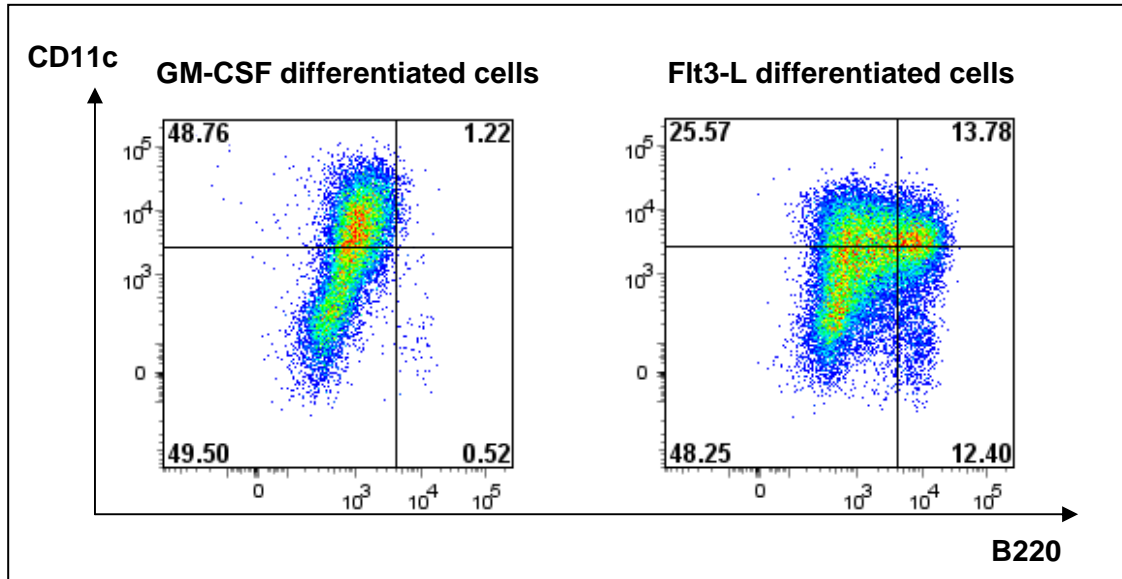 CD11c
GM-CSF differentiated cells
Flt3-L differentiated cells
48.76 1.22
25.57 13.78
10^5
10^5
10^4
10^4
10^3
10^3
0
0
49.50 0.52
48.25 12.40
0 10^3 10^4 10^5
0 10^3 10^4 10^5
B220